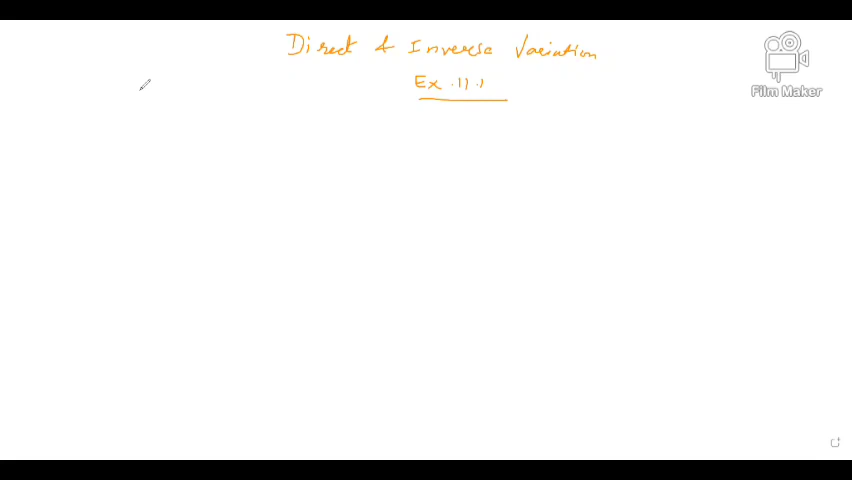 Direct & Inverse Variation
Ex. 11.1
Film Maker